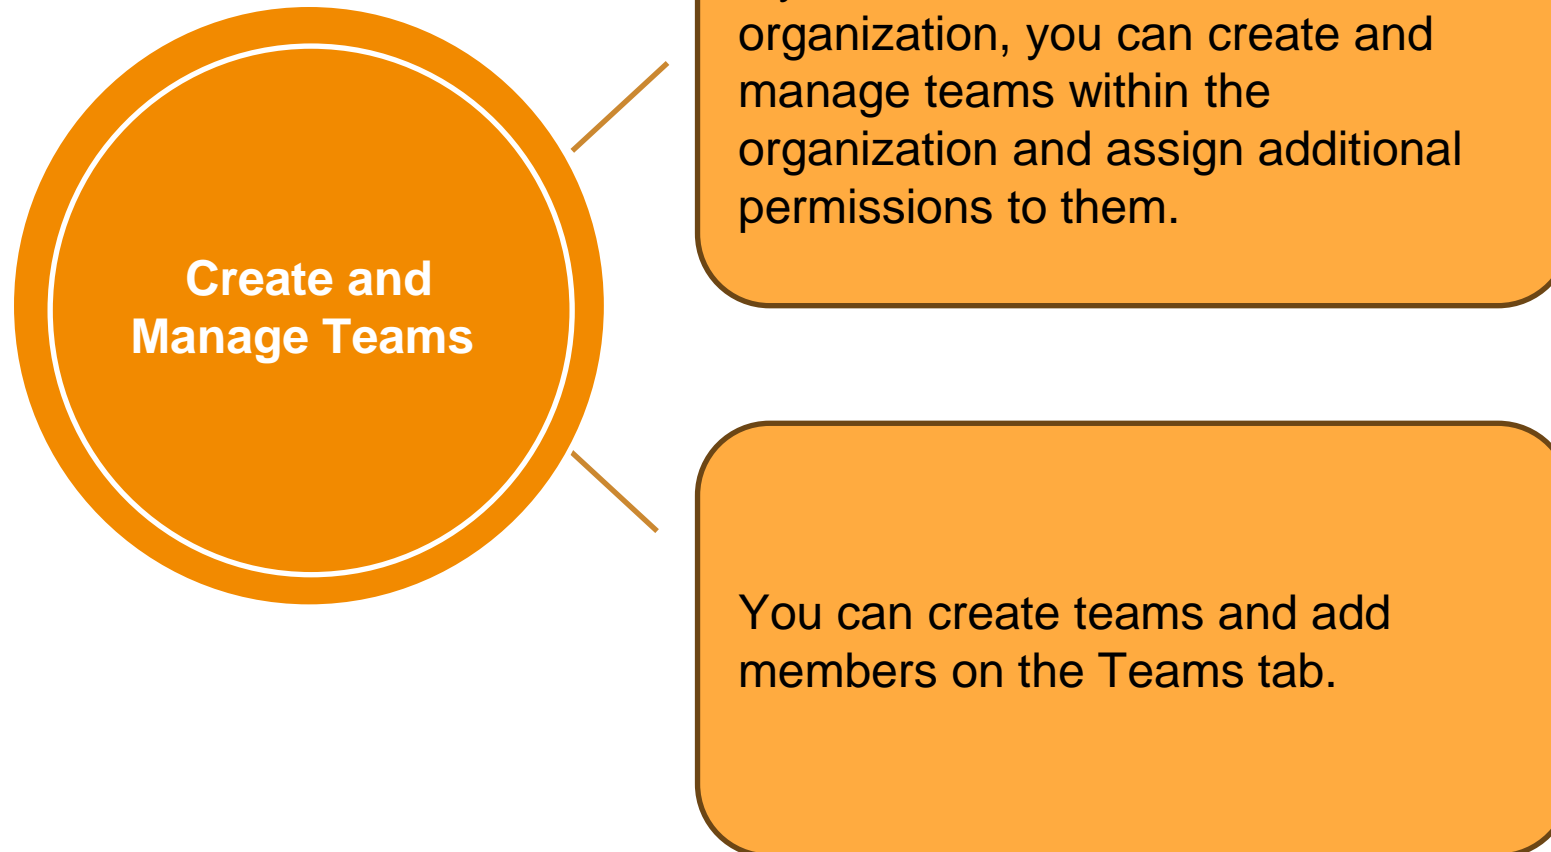 Create and
Manage Teams
organization, you can create and
manage teams within the
organization and assign additional
permissions to them.
You can create teams and add
members on the Teams tab.